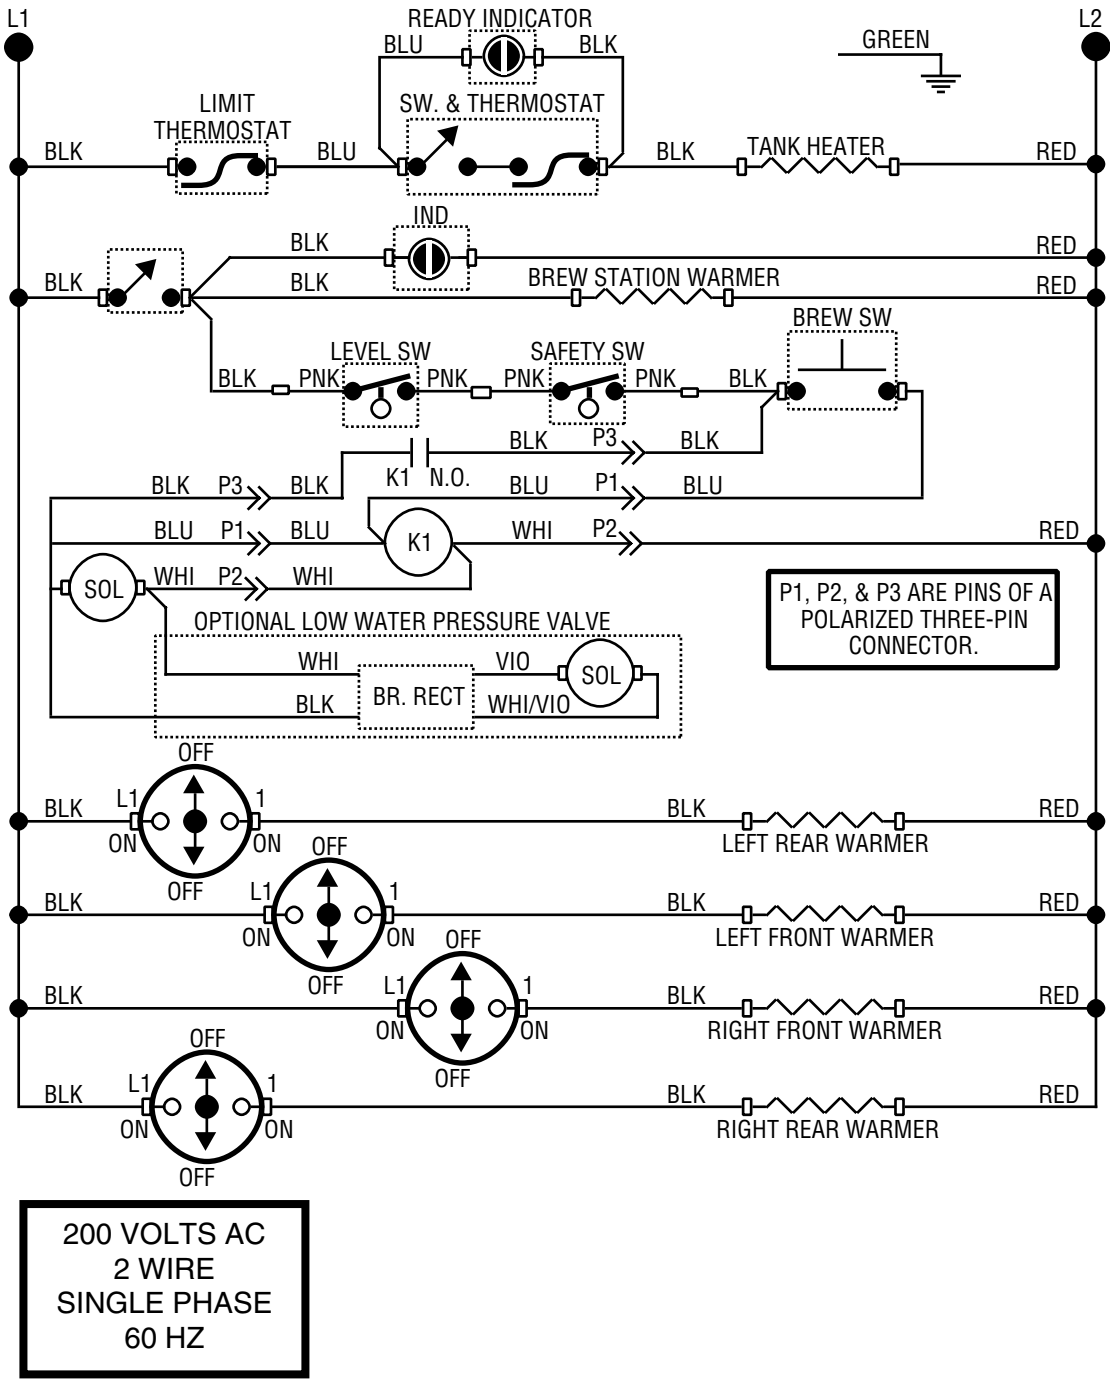 L1
READY INDICATOR
L2
BLU
BLK
GREEN
LIMIT
THERMOSTAT
SW. & THERMOSTAT
BLK
BLU
BLK
TANK HEATER
RED
IND
BLK
RED
BLK
BLK
BREW STATION WARMER
RED
BREW SW
LEVEL SW
SAFETY SW
BLK
PNK
PNK
PNK
PNK
BLK
BLK
P3
BLK
K1
N.O.
BLK
P3
BLK
BLU
P1
BLU
BLU
P1
BLU
K1
WHI
P2
RED
SOL
WHI
P2
WHI
P1, P2, & P3 ARE PINS OF A
POLARIZED THREE-PIN
CONNECTOR.
OPTIONAL LOW WATER PRESSURE VALVE
WHI
VIO
SOL
BR. RECT
BLK
WHI/VIO
OFF
BLK
L1
1
BLK
RED
ON
ON
LEFT REAR WARMER
OFF
OFF
BLK
L1
1
BLK
RED
ON
ON
LEFT FRONT WARMER
OFF
OFF
BLK
L1
1
BLK
RED
ON
ON
RIGHT FRONT WARMER
OFF
OFF
BLK
L1
1
BLK
RED
ON
ON
RIGHT REAR WARMER
OFF
200 VOLTS AC
2 WIRE
SINGLE PHASE
60 HZ